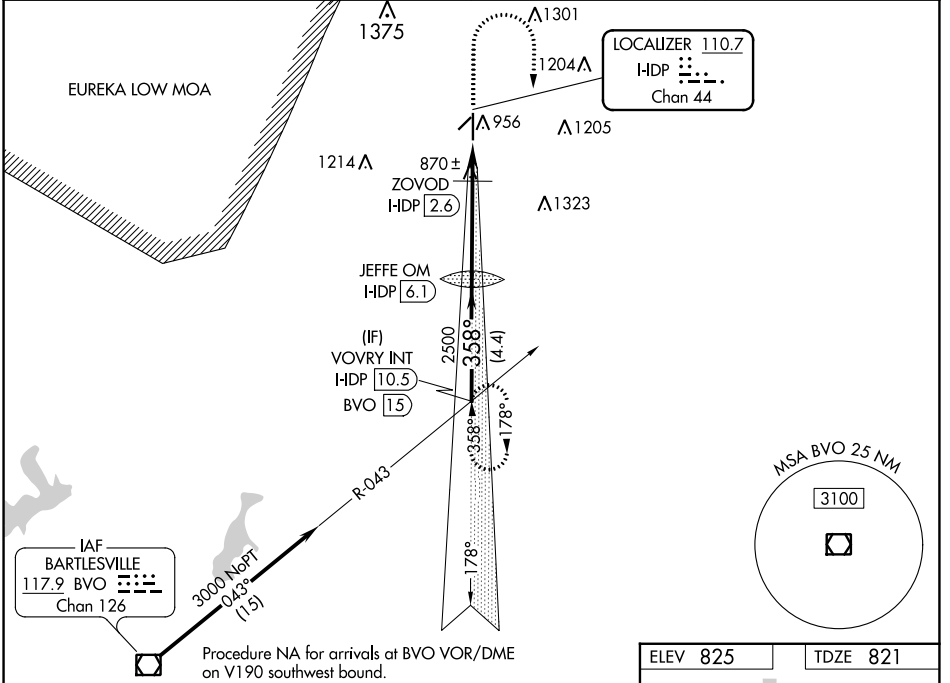 1375
1301
EUREKA LOW MOA
1204
LOCALIZER 110.7
I-IDP
Chan 44
956
1205
1214
870 ±
ZOVOD
I-IDP 2.6
1323
JEFFE OM
I-IDP 6.1
(IF)
VOVRY INT
I-IDP 10.5
BVO 15
2500
358°
(4.4)
358°
178°
R-043
178°
MSA BVO 25 NM
3100
IAF
BARTLESVILLE
117.9 BVO
Chan 126
3000 NoPT
043°
(15)
Procedure NA for arrivals at BVO VOR/DME
on V190 southwest bound.
ELEV 825
TDZE 821